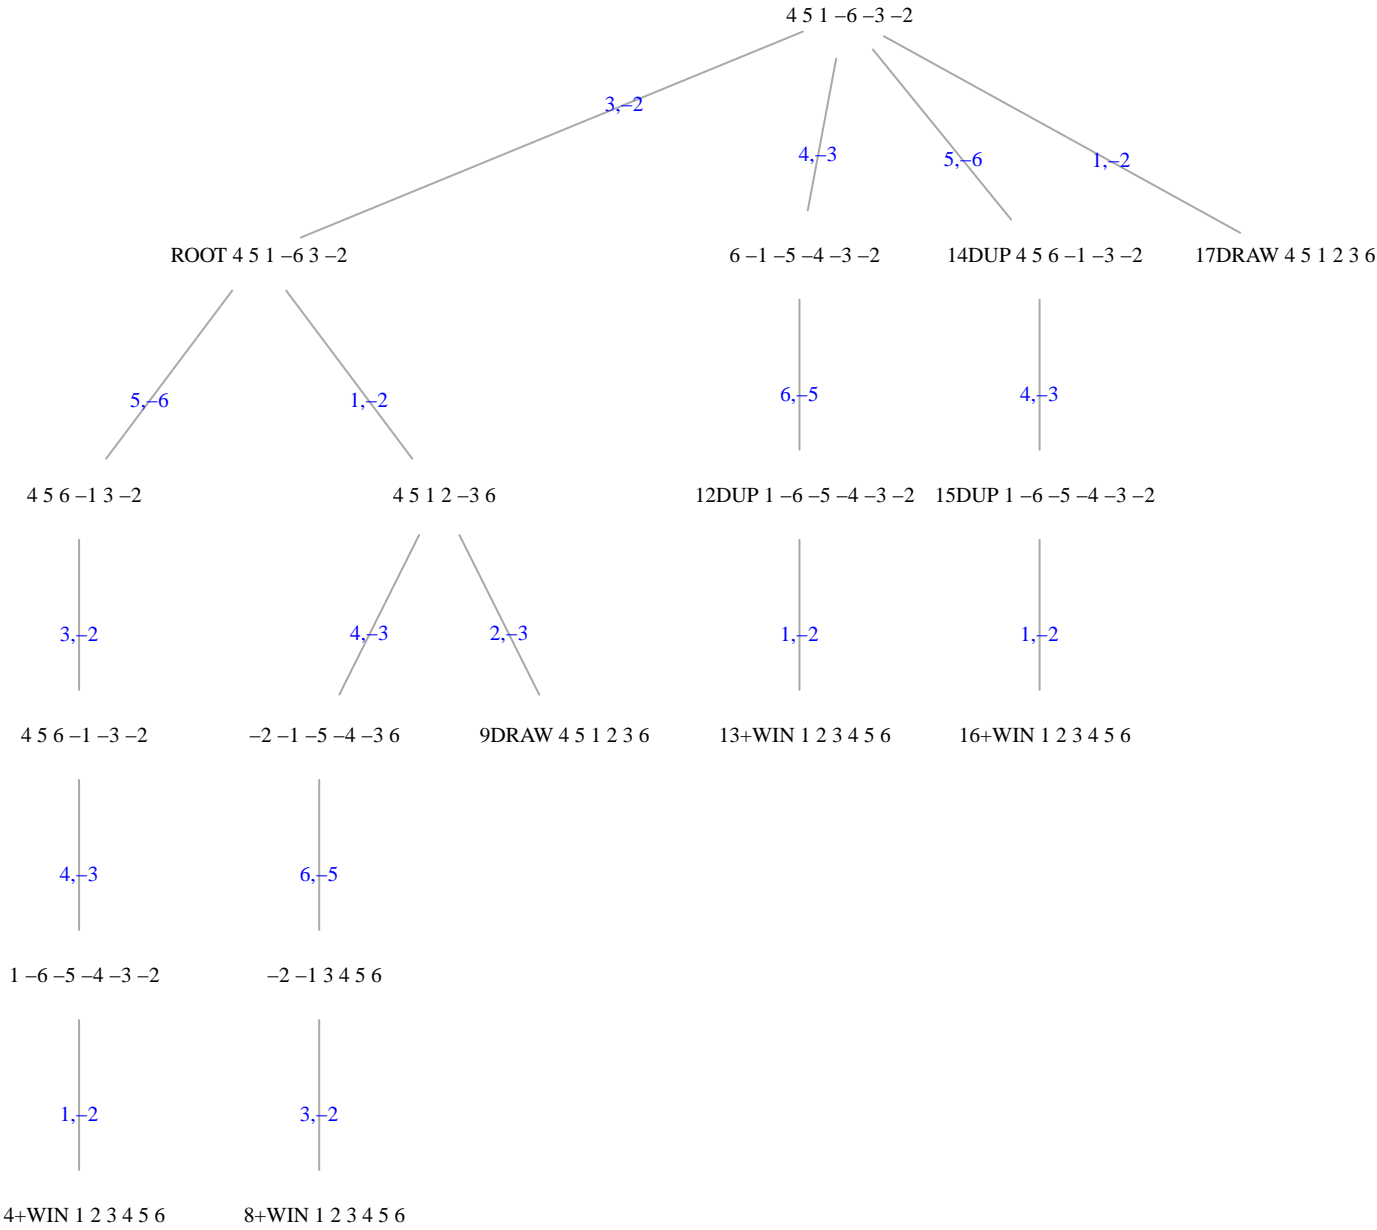 4 5 1 –6 –3 –2
3,–2
4,–3
5,–6
1,–2
ROOT 4 5 1 –6 3 –2
6 –1 –5 –4 –3 –2
14DUP 4 5 6 –1 –3 –2
17DRAW 4 5 1 2 3 6
5,–6
1,–2
6,–5
4,–3
4 5 6 –1 3 –2
4 5 1 2 –3 6
12DUP 1 –6 –5 –4 –3 –2
15DUP 1 –6 –5 –4 –3 –2
3,–2
4,–3
2,–3
1,–2
1,–2
4 5 6 –1 –3 –2
–2 –1 –5 –4 –3 6
9DRAW 4 5 1 2 3 6
13+WIN 1 2 3 4 5 6
16+WIN 1 2 3 4 5 6
4,–3
6,–5
1 –6 –5 –4 –3 –2
–2 –1 3 4 5 6
1,–2
3,–2
4+WIN 1 2 3 4 5 6
8+WIN 1 2 3 4 5 6